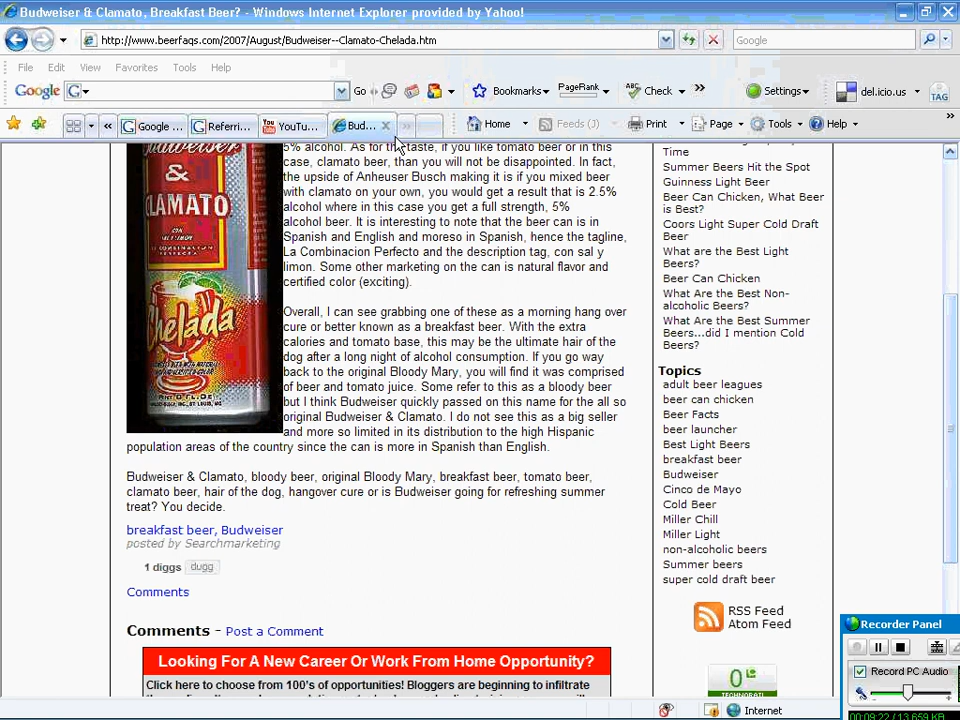 Budweiser & Clamato, Breakfast Beer? - Windows Internet Explorer provided by Yahoo!
http://www.beerfaqs.com/2007/August/Budweiser--Clamato-Chelada.htm
Google
File Edit View Favorites Tools Help
Google G Go Bookmarks PageRank ABC Check » Settings del.icio.us TAG
« Google ... Referri... YouTu... Bud... » Home Feeds (J) Print Page Tools Help »
5% alcohol. As for the taste, if you like tomato beer or in this
case, clamato beer, than you will not be disappointed. In fact,
the upside of Anheuser Busch making it is if you mixed beer
with clamato on your own, you would get a result that is 2.5%
alcohol where in this case you get a full strength, 5%
alcohol beer. It is interesting to note that the beer can is in
Spanish and English and moreso in Spanish, hence the tagline,
La Combinacion Perfecto and the description tag, con sal y
limon. Some other marketing on the can is natural flavor and
certified color (exciting).
Budweiser
&
CLAMATO
Chelada
Overall, I can see grabbing one of these as a morning hang over
cure or better known as a breakfast beer. With the extra
calories and tomato base, this may be the ultimate hair of the
dog after a long night of alcohol consumption. If you go way
back to the original Bloody Mary, you will find it was comprised
of beer and tomato juice. Some refer to this as a bloody beer
but I think Budweiser quickly passed on this name for the all so
original Budweiser & Clamato. I do not see this as a big seller
and more so limited in its distribution to the high Hispanic
population areas of the country since the can is more in Spanish than English.
Budweiser & Clamato, bloody beer, original Bloody Mary, breakfast beer, tomato beer,
clamato beer, hair of the dog, hangover cure or is Budweiser going for refreshing summer
treat? You decide.
breakfast beer, Budweiser
posted by Searchmarketing
1 diggs dugg
Comments
Comments - Post a Comment
Looking For A New Career Or Work From Home Opportunity?
Click here to choose from 100's of opportunities! Bloggers are beginning to infiltrate
Time
Summer Beers Hit the Spot
Guinness Light Beer
Beer Can Chicken, What Beer
is Best?
Coors Light Super Cold Draft
Beer
What are the Best Light
Beers?
Beer Can Chicken
What Are the Best Non-
alcoholic Beers?
What Are the Best Summer
Beers...did I mention Cold
Beers?
Topics
adult beer leagues
beer can chicken
Beer Facts
beer launcher
Best Light Beers
breakfast beer
Budweiser
Cinco de Mayo
Cold Beer
Miller Chill
Miller Light
non-alcoholic beers
Summer beers
super cold draft beer
RSS Feed
Atom Feed
0
TECHNORATI
Recorder Panel
Record PC Audio
- +
00:09:22 / 13,659 KB
Internet